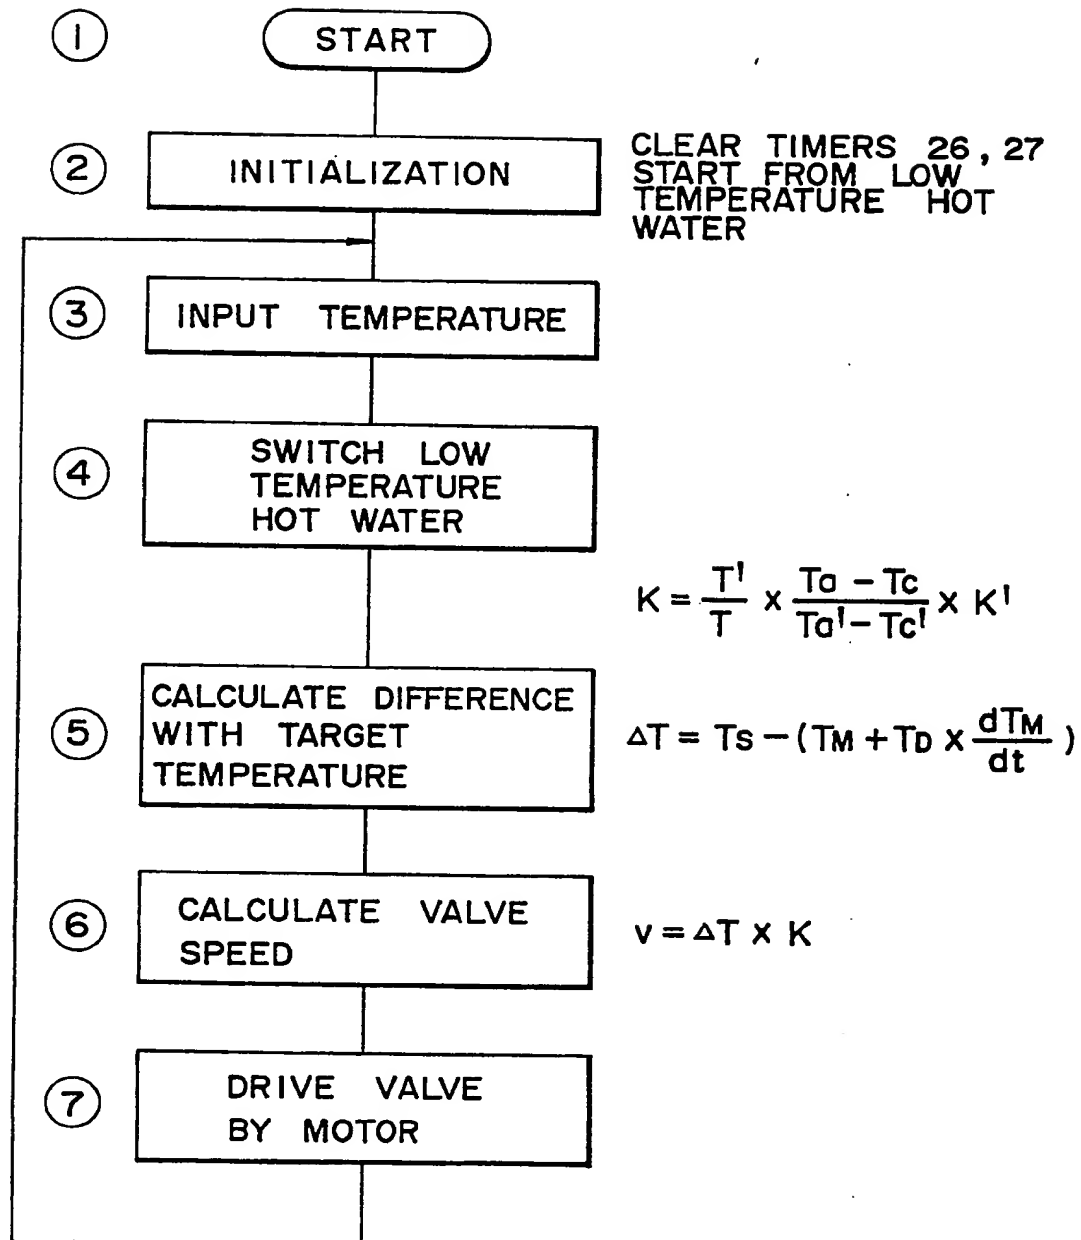 ① START
② INITIALIZATION
CLEAR TIMERS 26, 27
START FROM LOW
TEMPERATURE HOT
WATER
③ INPUT TEMPERATURE
④ SWITCH LOW
TEMPERATURE
HOT WATER
K = T'/T × (Ta - Tc)/(Ta' - Tc') × K'
⑤ CALCULATE DIFFERENCE
WITH TARGET
TEMPERATURE
△T = Ts - (TM + TD × dTM/dt)
⑥ CALCULATE VALVE
SPEED
v = △T × K
⑦ DRIVE VALVE
BY MOTOR